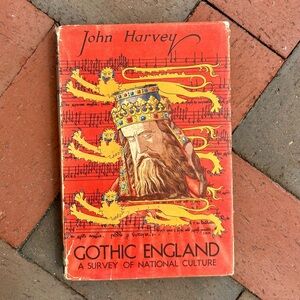 John Harvey
GOTHIC ENGLAND
A SURVEY OF NATIONAL CULTURE